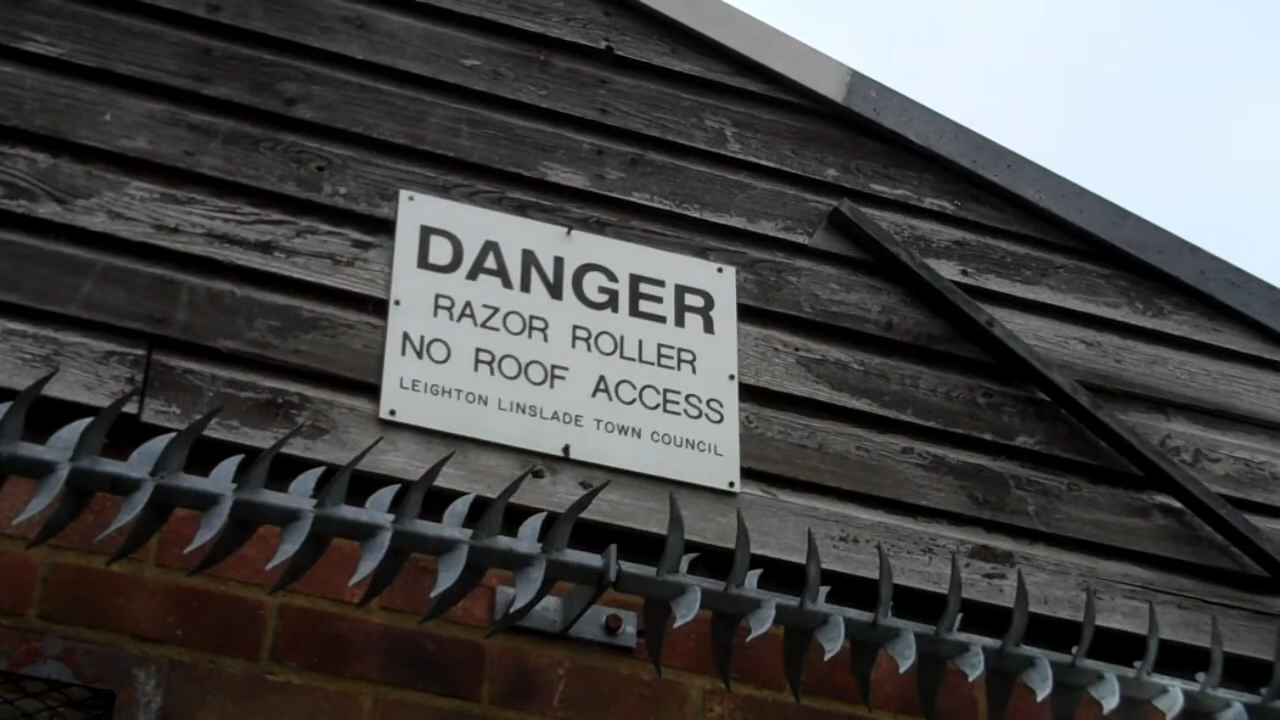 DANGER
RAZOR ROLLER
NO ROOF ACCESS
LEIGHTON LINSLADE TOWN COUNCIL